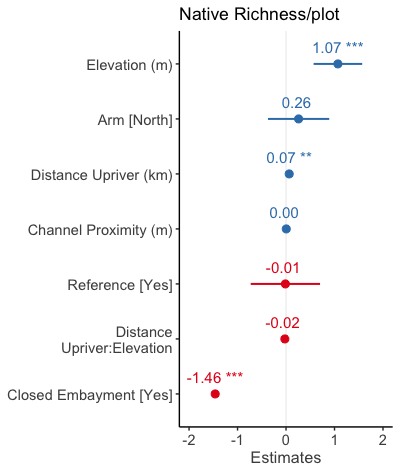 Native Richness/plot
Elevation (m)
1.07 ***
Arm [North]
0.26
Distance Upriver (km)
0.07 **
Channel Proximity (m)
0.00
Reference [Yes]
-0.01
Distance
Upriver:Elevation
-0.02
Closed Embayment [Yes]
-1.46 ***
-2 -1 0 1 2
Estimates